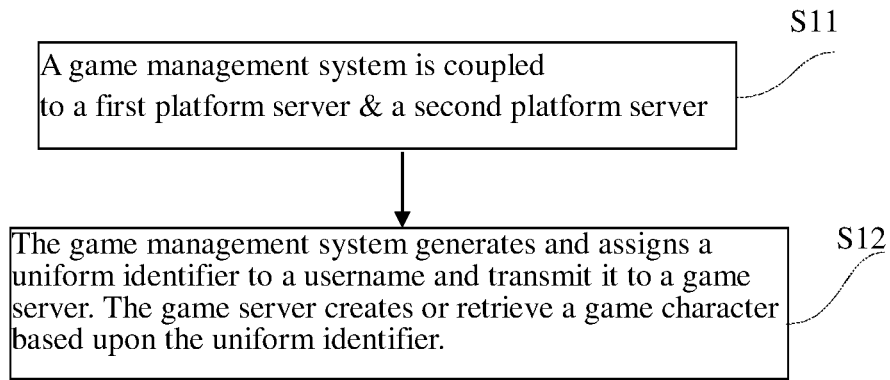 S11
A game management system is coupled
to a first platform server & a second platform server
The game management system generates and assigns a
uniform identifier to a username and transmit it to a game
server. The game server creates or retrieve a game character
based upon the uniform identifier.
S12